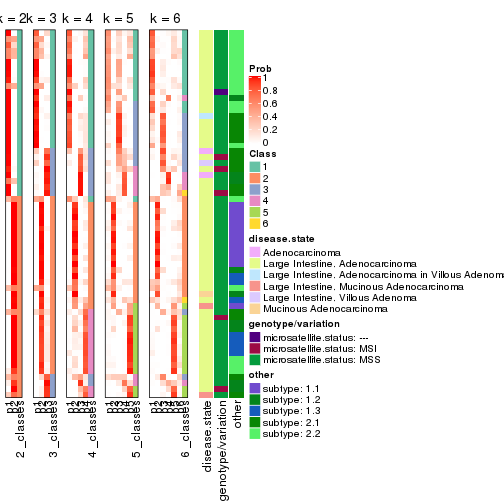 k = 2 k = 3 k = 4 k = 5 k = 6
Prob
1
0.8
0.6
0.4
0.2
0
Class
1
2
3
4
5
6
disease.state
Adenocarcinoma
Large Intestine. Adenocarcinoma
Large Intestine. Adenocarcinoma in Villous Adenom
Large Intestine. Mucinous Adenocarcinoma
Large Intestine. Villous Adenoma
Mucinous Adenocarcinoma
genotype/variation
microsatellite.status: ---
microsatellite.status: MSI
microsatellite.status: MSS
other
subtype: 1.1
subtype: 1.2
subtype: 1.3
subtype: 2.1
subtype: 2.2
2_classes
3_classes
4_classes
5_classes
6_classes
disease.state
genotype/variation
other